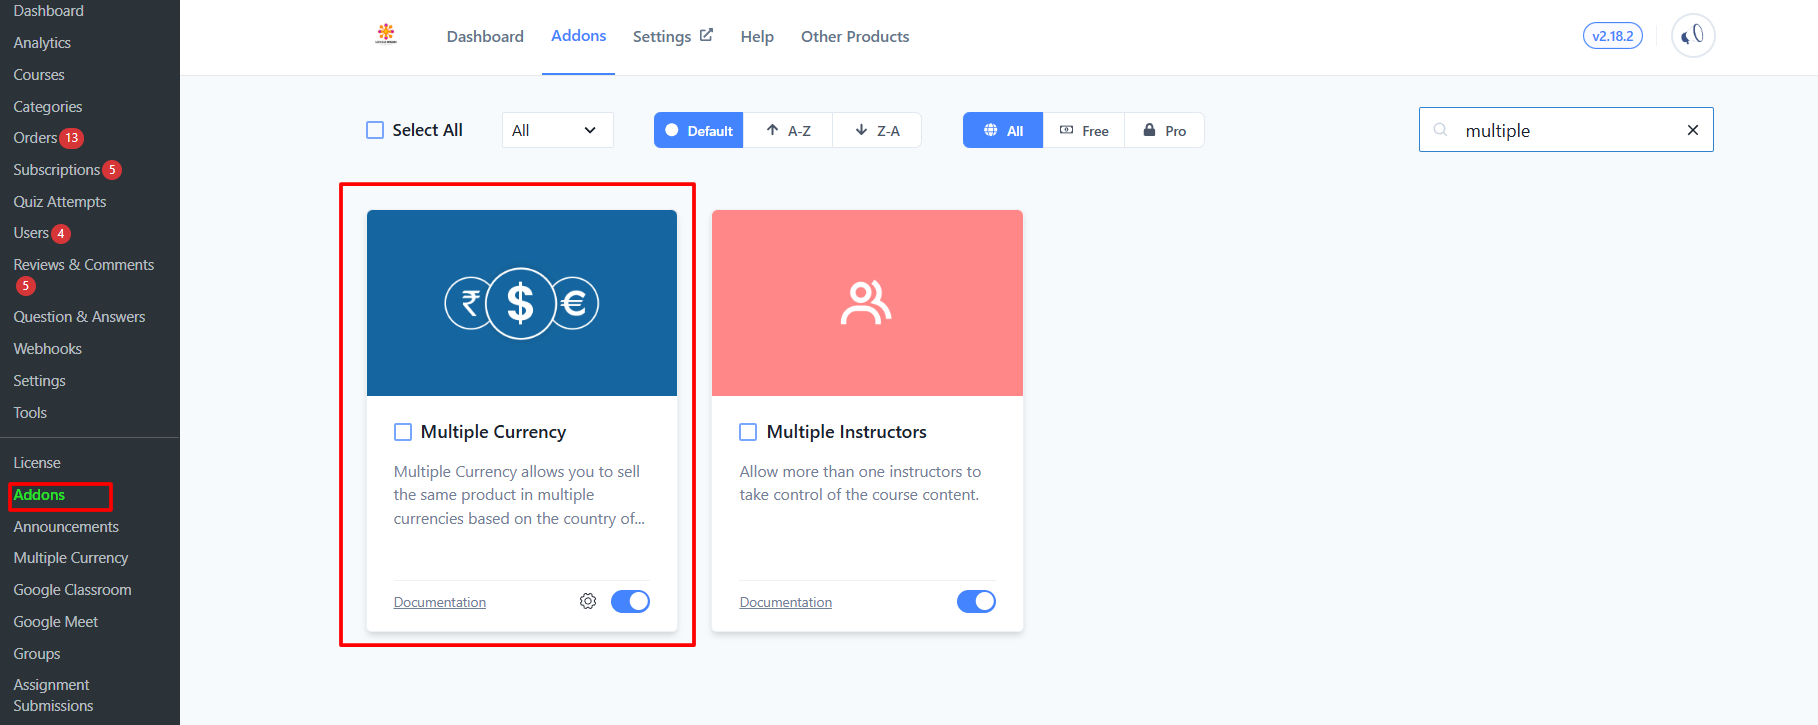 Dashboard
Analytics
Courses
Categories
Orders 13
Subscriptions 5
Quiz Attempts
Users 4
Reviews & Comments
5
Question & Answers
Webhooks
Settings
Tools
License
Addons
Announcements
Multiple Currency
Google Classroom
Google Meet
Groups
Assignment
Submissions
Dashboard Addons Settings Help Other Products
v2.18.2
Select All All Default A-Z Z-A All Free Pro multiple
₹ $ €
Multiple Currency
Multiple Currency allows you to sell
the same product in multiple
currencies based on the country of...
Documentation
Multiple Instructors
Allow more than one instructors to
take control of the course content.
Documentation